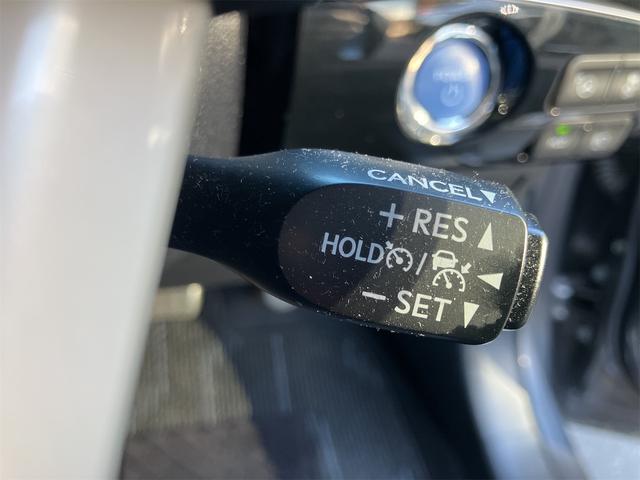 CANCEL▼
+ RES ▲
HOLD / ◀
− SET ▼